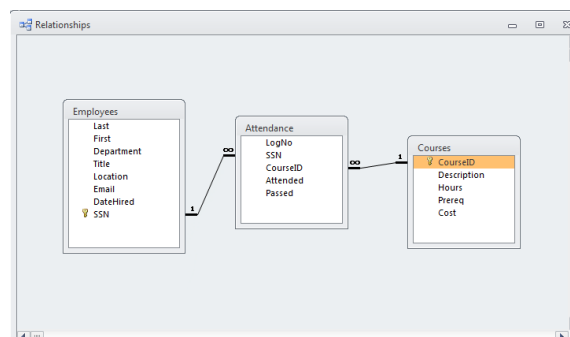 Relationships
Employees
Last
First
Department
Title
Location
Email
DateHired
SSN
1
∞
Attendance
LogNo
SSN
CourseID
Attended
Passed
∞
1
Courses
CourseID
Description
Hours
Prereq
Cost